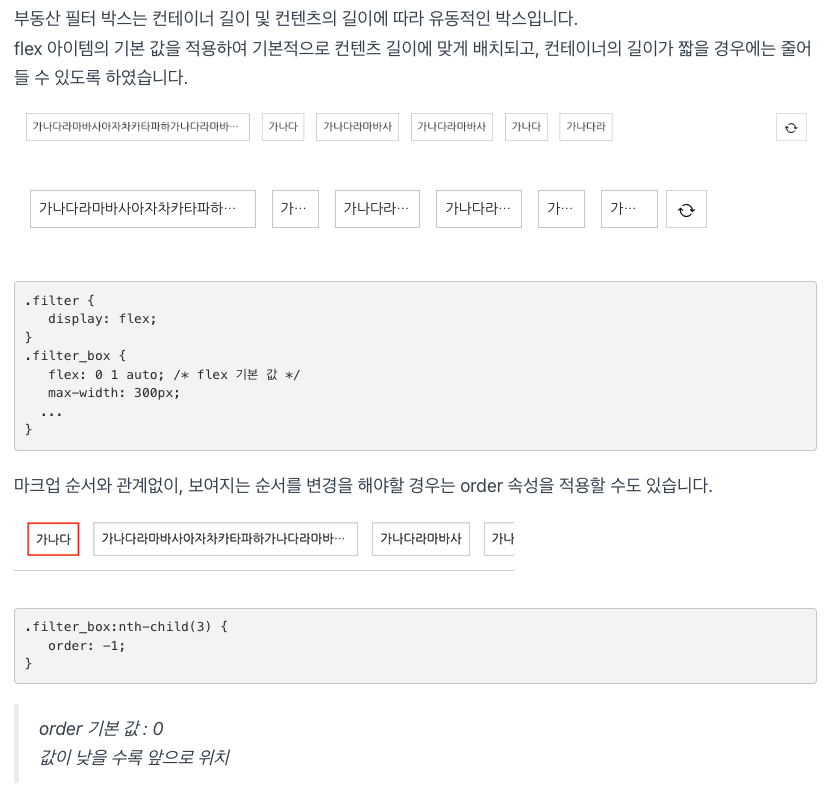 부동산 필터 박스는 컨테이너 길이 및 컨텐츠의 길이에 따라 유동적인 박스입니다.
flex 아이템의 기본 값을 적용하여 기본적으로 컨텐츠 길이에 맞게 배치되고, 컨테이너의 길이가 짧을 경우에는 줄어
들 수 있도록 하였습니다.
가나다라마바사아자차카타파하가나다라마바… 가나다 가나다라마바사 가나다라마바사 가나다 가나다라
가나다라마바사아자차카타파하… 가… 가나다라… 가나다라… 가… 가…
.filter {
   display: flex;
}
.filter_box {
   flex: 0 1 auto; /* flex 기본 값 */
   max-width: 300px;
  ...
}
마크업 순서와 관계없이, 보여지는 순서를 변경을 해야할 경우는 order 속성을 적용할 수도 있습니다.
가나다 가나다라마바사아자차카타파하가나다라마바… 가나다라마바사 가나
.filter_box:nth-child(3) {
   order: -1;
}
order 기본 값 : 0
값이 낮을 수록 앞으로 위치